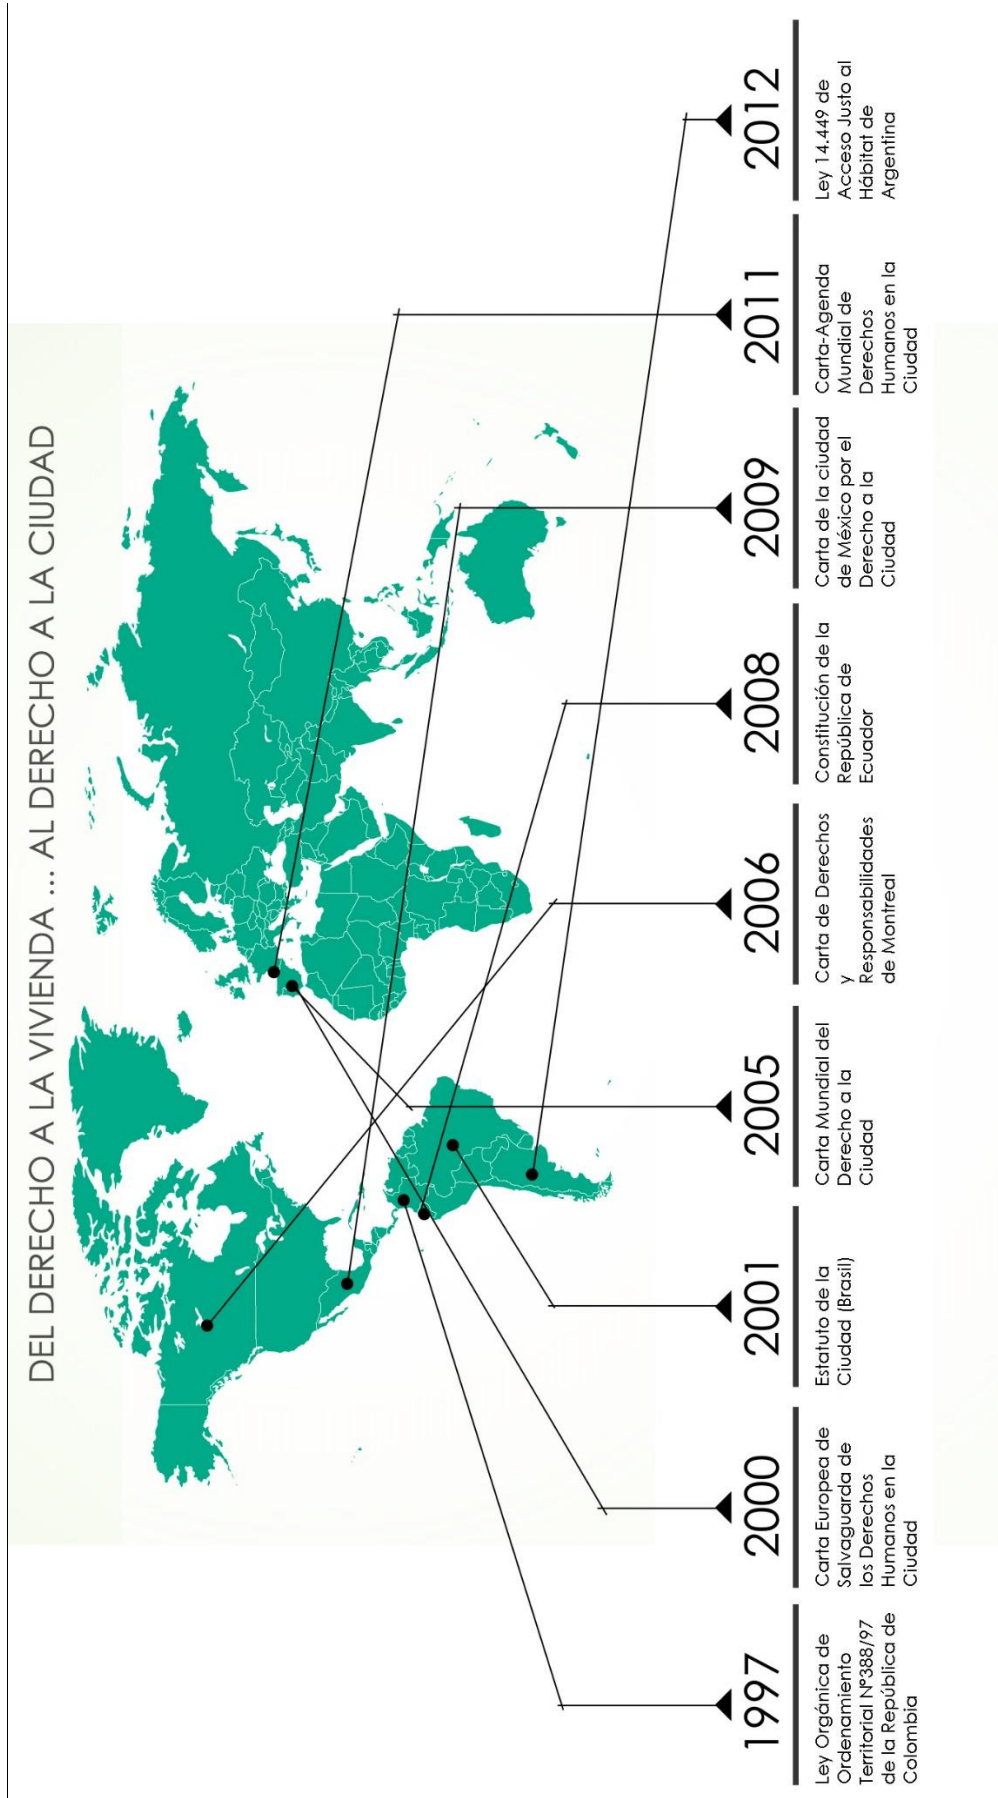 DEL DERECHO A LA VIVIENDA ... AL DERECHO A LA CIUDAD
1997
Ley Orgánica de
Ordenamiento
Territorial Nº388/97
de la República de
Colombia
2000
Carta Europea de
Salvaguarda de
los Derechos
Humanos en la
Ciudad
2001
Estatuto de la
Ciudad (Brasil)
2005
Carta Mundial del
Derecho a la
Ciudad
2006
Carta de Derechos
y
Responsabilidades
de Montreal
2008
Constitución de la
República de
Ecuador
2009
Carta de la ciudad
de México por el
Derecho a la
Ciudad
2011
Carta-Agenda
Mundial de
Derechos
Humanos en la
Ciudad
2012
Ley 14.449 de
Acceso Justo al
Hábitat de
Argentina